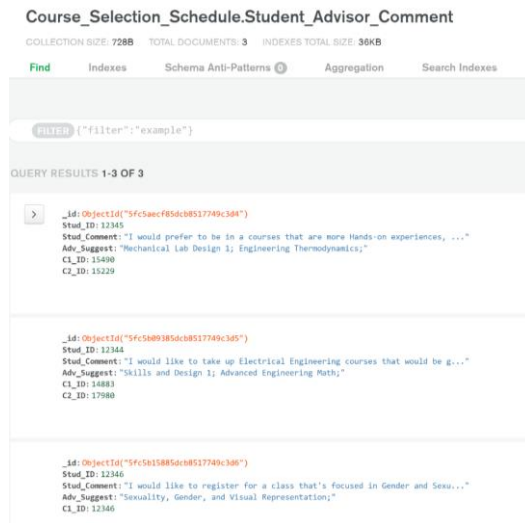 Course_Selection_Schedule.Student_Advisor_Comment
COLLECTION SIZE: 728B TOTAL DOCUMENTS: 3 INDEXES TOTAL SIZE: 36KB
Find Indexes Schema Anti-Patterns 0 Aggregation Search Indexes
FILTER {"filter":"example"}
QUERY RESULTS 1-3 OF 3
_id: ObjectId("5fc5aecf85dcb8517749c3d4")
Stud_ID: 12345
Stud_Comment: "I would prefer to be in a courses that are more Hands-on experiences, ..."
Adv_Suggest: "Mechanical Lab Design 1; Engineering Thermodynamics;"
C1_ID: 15490
C2_ID: 15229
_id: ObjectId("5fc5b09385dcb8517749c3d5")
Stud_ID: 12344
Stud_Comment: "I would like to take up Electrical Engineering courses that would be g..."
Adv_Suggest: "Skills and Design 1; Advanced Engineering Math;"
C1_ID: 14883
C2_ID: 17980
_id: ObjectId("5fc5b15885dcb8517749c3d6")
Stud_ID: 12346
Stud_Comment: "I would like to register for a class that's focused in Gender and Sexu..."
Adv_Suggest: "Sexuality, Gender, and Visual Representation;"
C1_ID: 12346